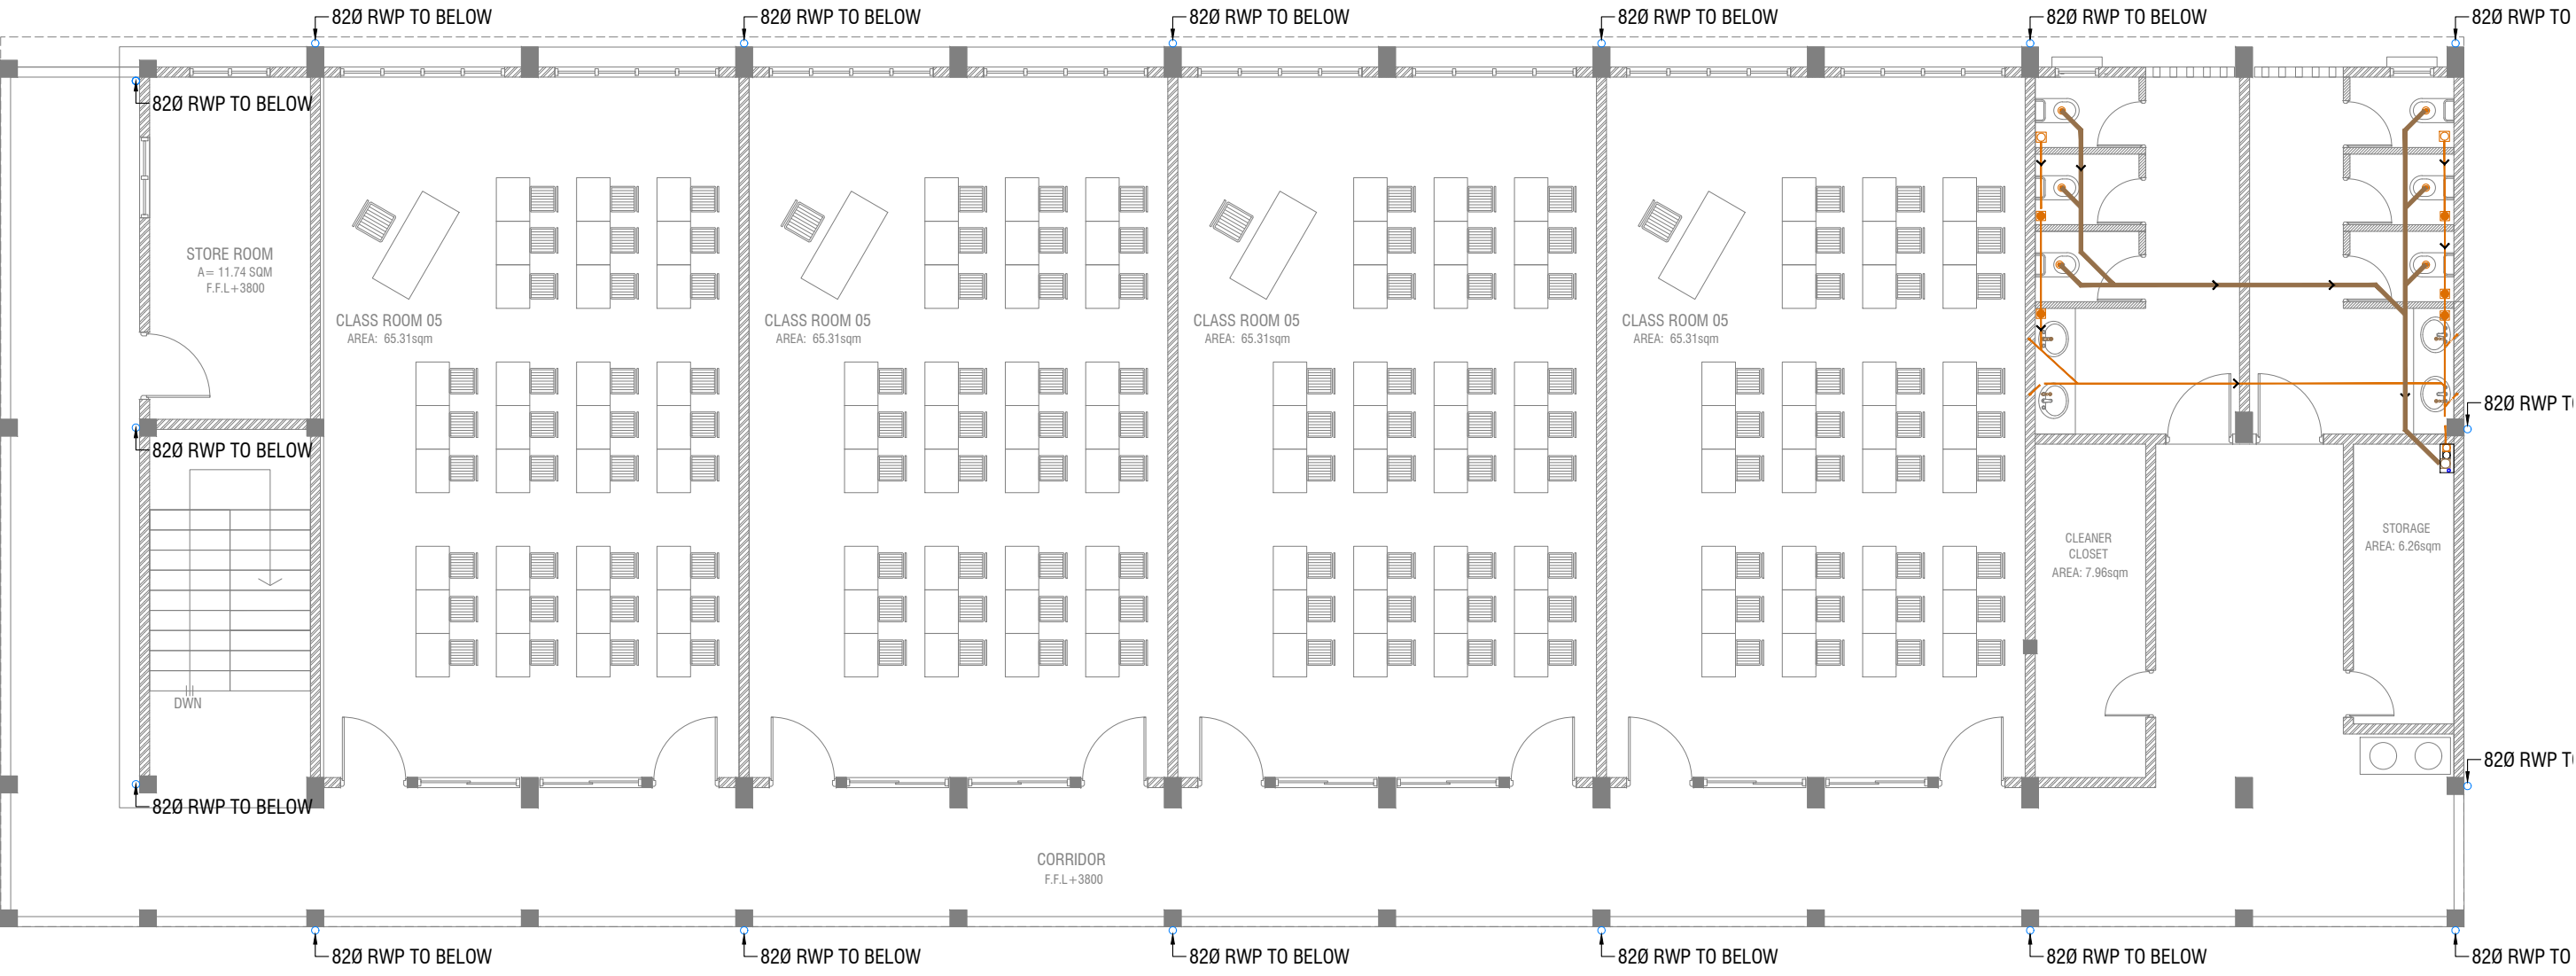 82Ø RWP TO BELOW
82Ø RWP TO BELOW
82Ø RWP TO BELOW
82Ø RWP TO BELOW
82Ø RWP TO BELOW
82Ø RWP TO
82Ø RWP TO BELOW
STORE ROOM
A= 11.74 SQM
F.F.L+3800
CLASS ROOM 05
AREA: 65.31sqm
CLASS ROOM 05
AREA: 65.31sqm
CLASS ROOM 05
AREA: 65.31sqm
CLASS ROOM 05
AREA: 65.31sqm
82Ø RWP T
82Ø RWP TO BELOW
CLEANER
CLOSET
AREA: 7.96sqm
STORAGE
AREA: 6.26sqm
DWN
82Ø RWP T
82Ø RWP TO BELOW
CORRIDOR
F.F.L+3800
82Ø RWP TO BELOW
82Ø RWP TO BELOW
82Ø RWP TO BELOW
82Ø RWP TO BELOW
82Ø RWP TO BELOW
82Ø RWP TO